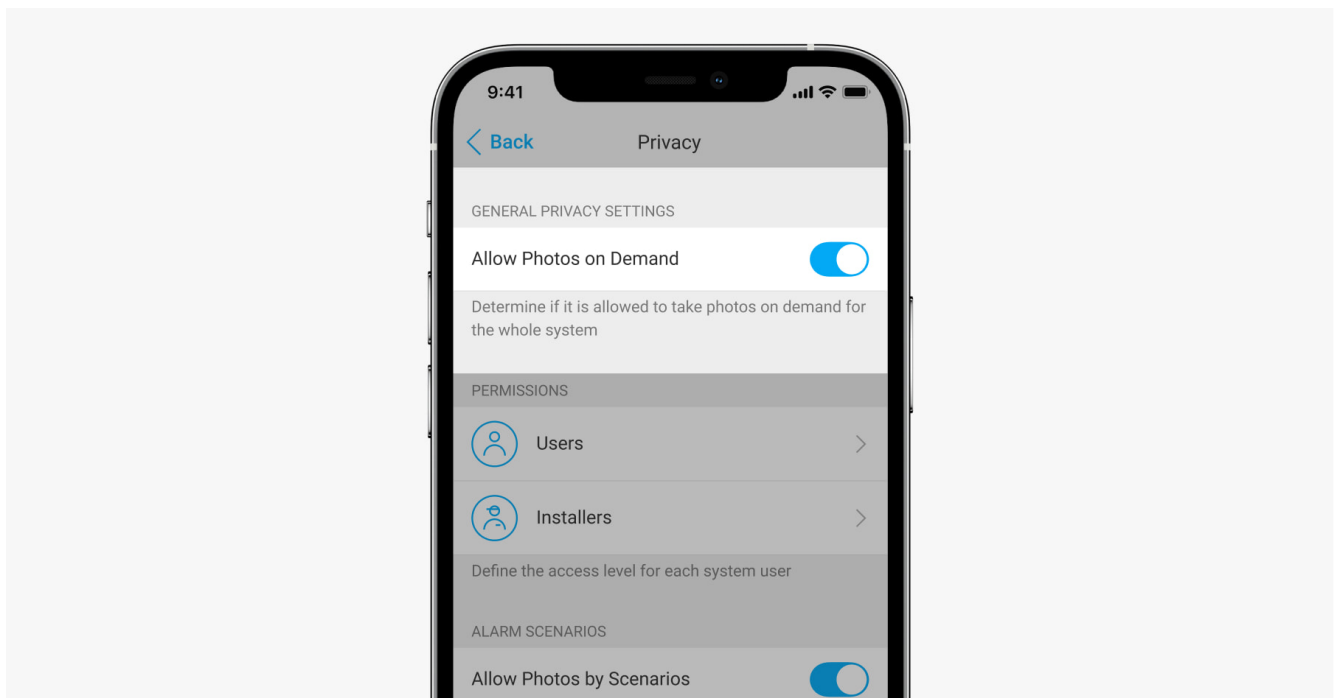 9:41
Back
Privacy
GENERAL PRIVACY SETTINGS
Allow Photos on Demand
Determine if it is allowed to take photos on demand for
the whole system
PERMISSIONS
Users
Installers
Define the access level for each system user
ALARM SCENARIOS
Allow Photos by Scenarios